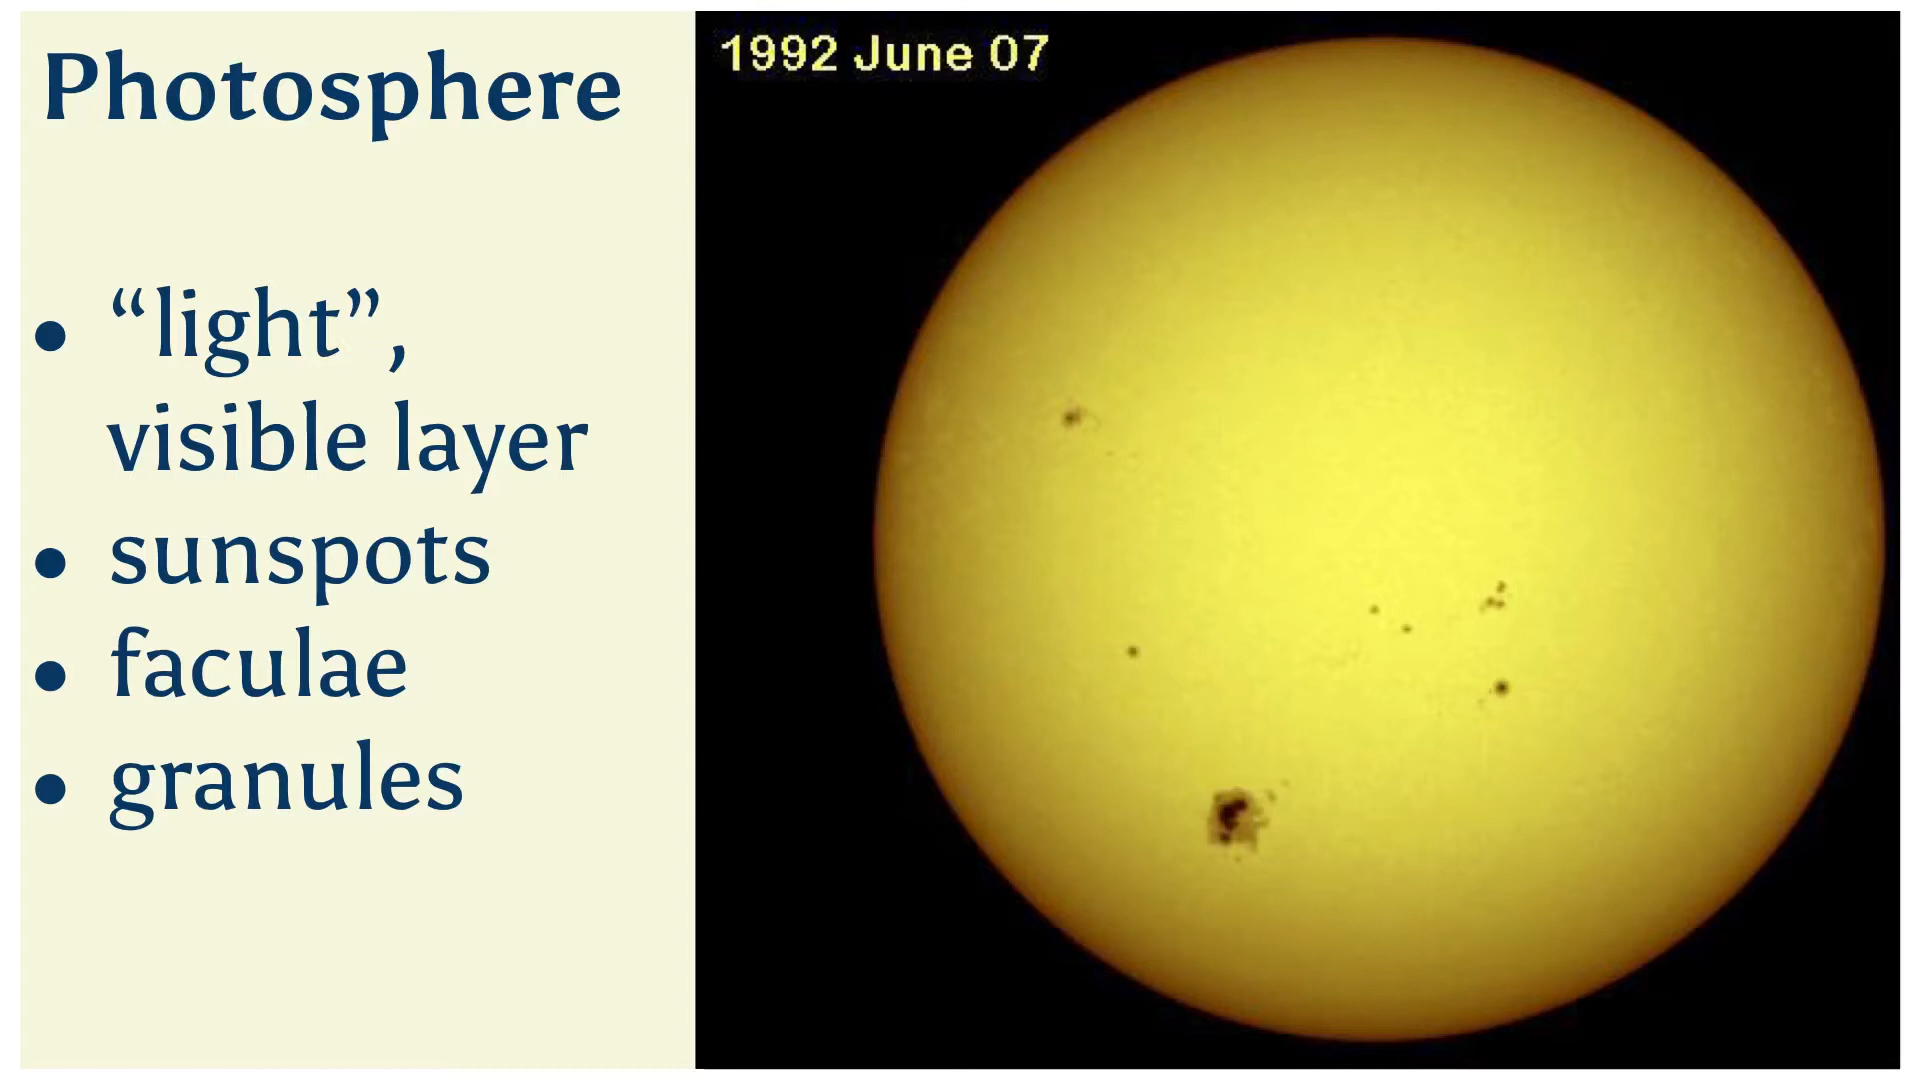 Photosphere
• “light”,
visible layer
• sunspots
• faculae
• granules
1992 June 07